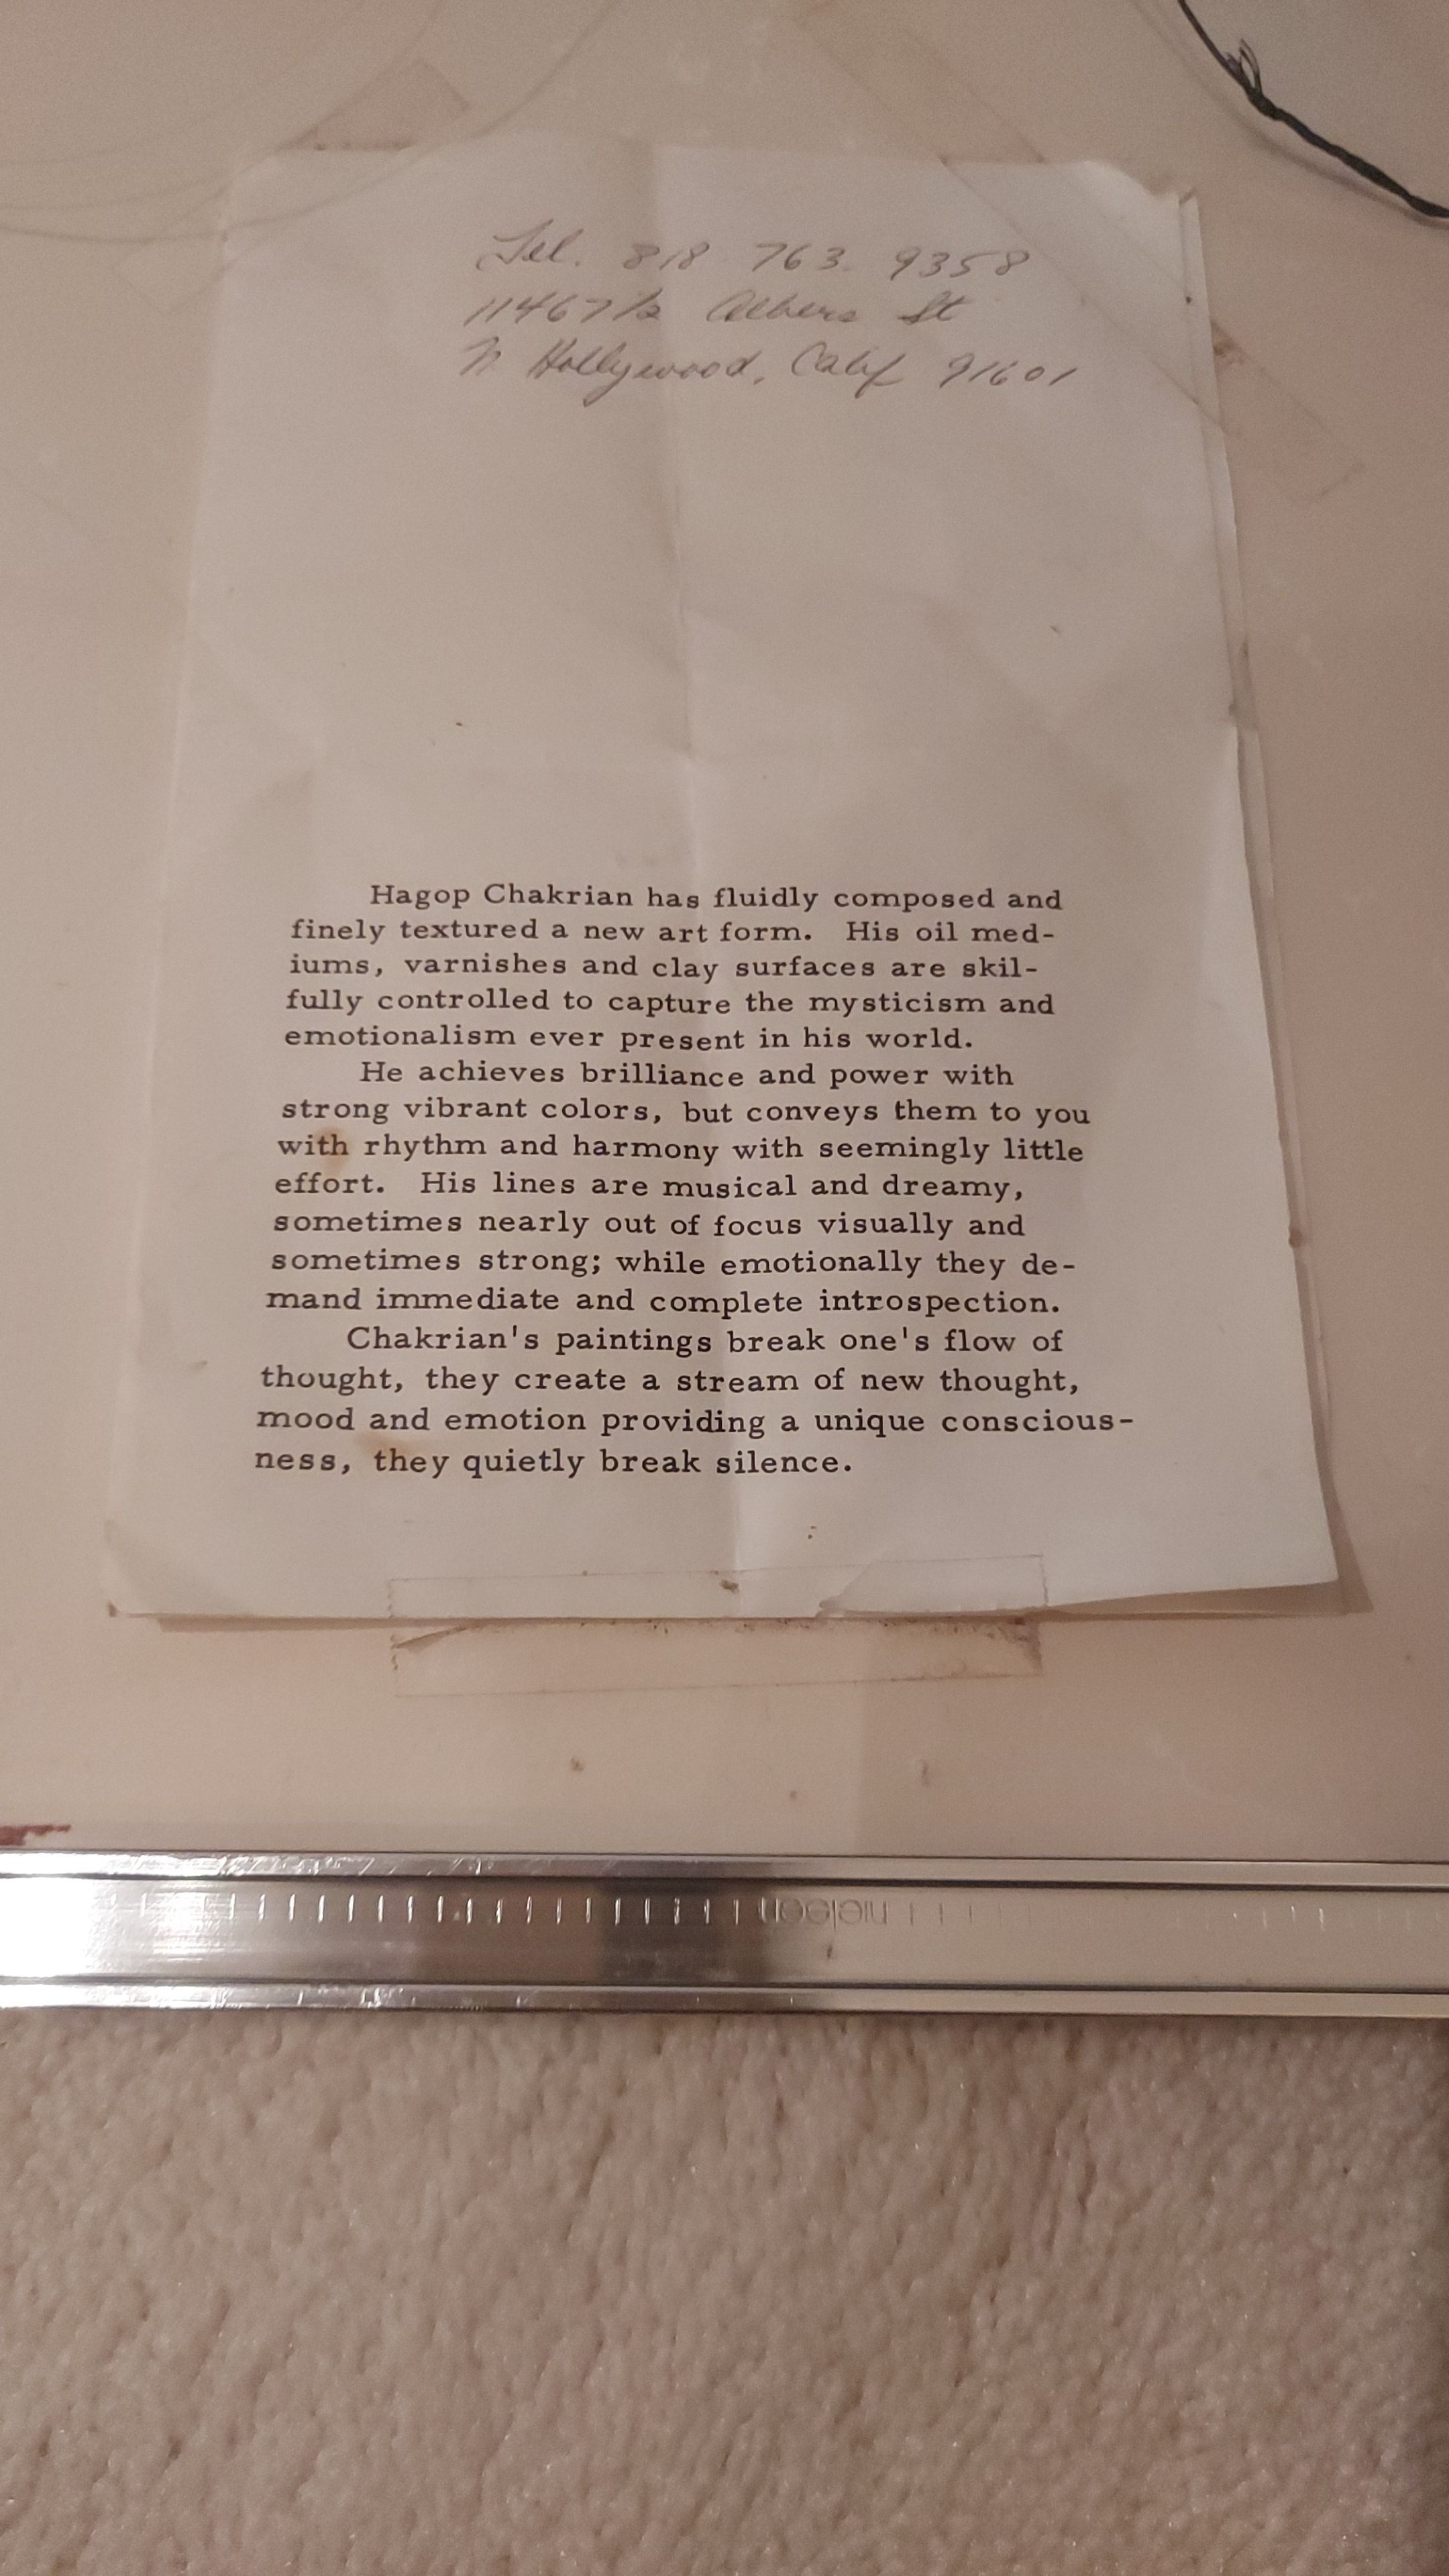 Tel. 818 763 9358
11467 1/2 Albers St
N Hollywood, Calif 91601
Hagop Chakrian has fluidly composed and
finely textured a new art form. His oil med-
iums, varnishes and clay surfaces are skil-
fully controlled to capture the mysticism and
emotionalism ever present in his world.
He achieves brilliance and power with
strong vibrant colors, but conveys them to you
with rhythm and harmony with seemingly little
effort. His lines are musical and dreamy,
sometimes nearly out of focus visually and
sometimes strong; while emotionally they de-
mand immediate and complete introspection.
Chakrian's paintings break one's flow of
thought, they create a stream of new thought,
mood and emotion providing a unique conscious-
ness, they quietly break silence.
nielsen